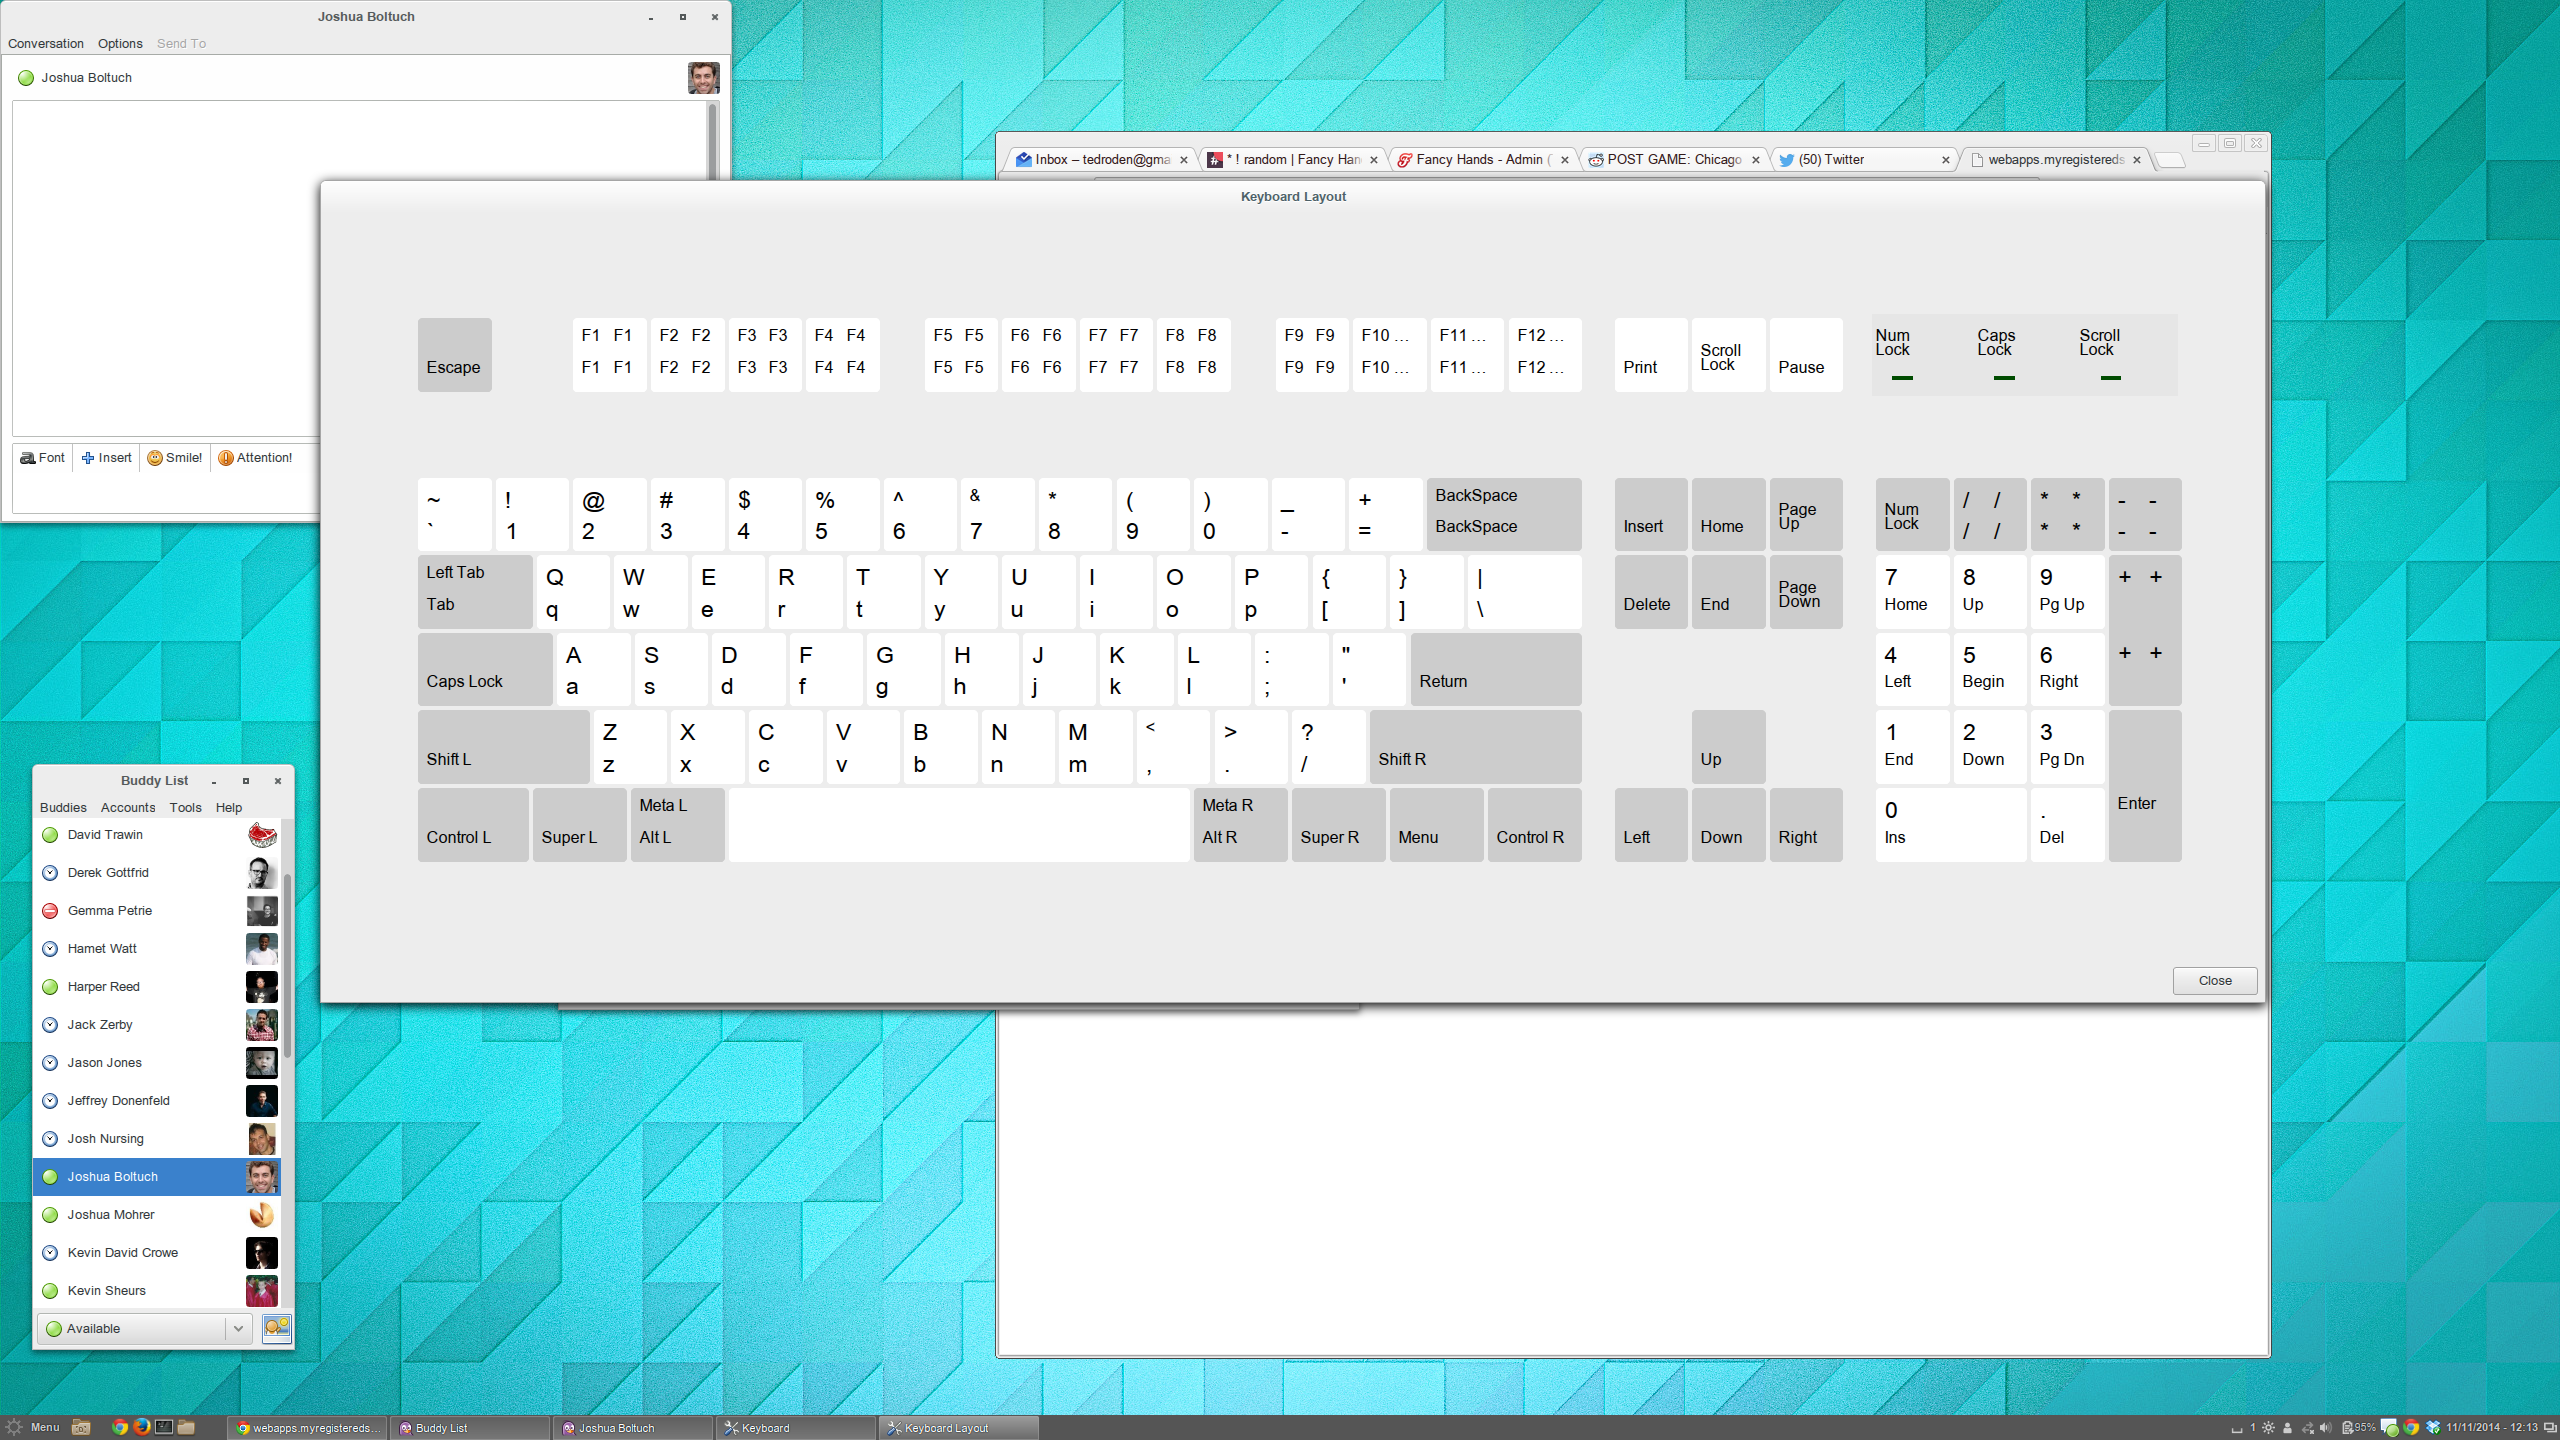 Joshua Boltuch
Conversation Options Send To
Joshua Boltuch
Font Insert Smile! Attention!
Inbox – tedroden@gma
* ! random | Fancy Han
Fancy Hands - Admin (
POST GAME: Chicago
(50) Twitter
webapps.myregistereds
Keyboard Layout
Escape F1 F1 F2 F2 F3 F3 F4 F4 F5 F5 F6 F6 F7 F7 F8 F8 F9 F9 F10 ... F11 ... F12 ...
F1 F1 F2 F2 F3 F3 F4 F4 F5 F5 F6 F6 F7 F7 F8 F8 F9 F9 F10 ... F11 ... F12 ...
Print Scroll Lock Pause
Num Lock Caps Lock Scroll Lock
~ ! @ # $ % ^ & * ( ) _ + BackSpace
` 1 2 3 4 5 6 7 8 9 0 - = BackSpace
Insert Home Page Up
Num Lock / / * * - -
/ / * * - -
Left Tab Q W E R T Y U I O P { } |
Tab q w e r t y u i o p [ ] \
Delete End Page Down
7 8 9 + +
Home Up Pg Up
A S D F G H J K L : "
Caps Lock a s d f g h j k l ; ' Return
4 5 6 + +
Left Begin Right
Z X C V B N M < > ?
Shift L z x c v b n m , . / Shift R
Up
1 2 3
End Down Pg Dn
Enter
Meta L Meta R
Control L Super L Alt L Alt R Super R Menu Control R
Left Down Right
0 .
Ins Del
Close
Buddy List
Buddies Accounts Tools Help
David Trawin
Derek Gottfrid
Gemma Petrie
Hamet Watt
Harper Reed
Jack Zerby
Jason Jones
Jeffrey Donenfeld
Josh Nursing
Joshua Boltuch
Joshua Mohrer
Kevin David Crowe
Kevin Sheurs
Available
Menu webapps.myregistereds... Buddy List Joshua Boltuch Keyboard Keyboard Layout 1 95% 11/11/2014 - 12:13